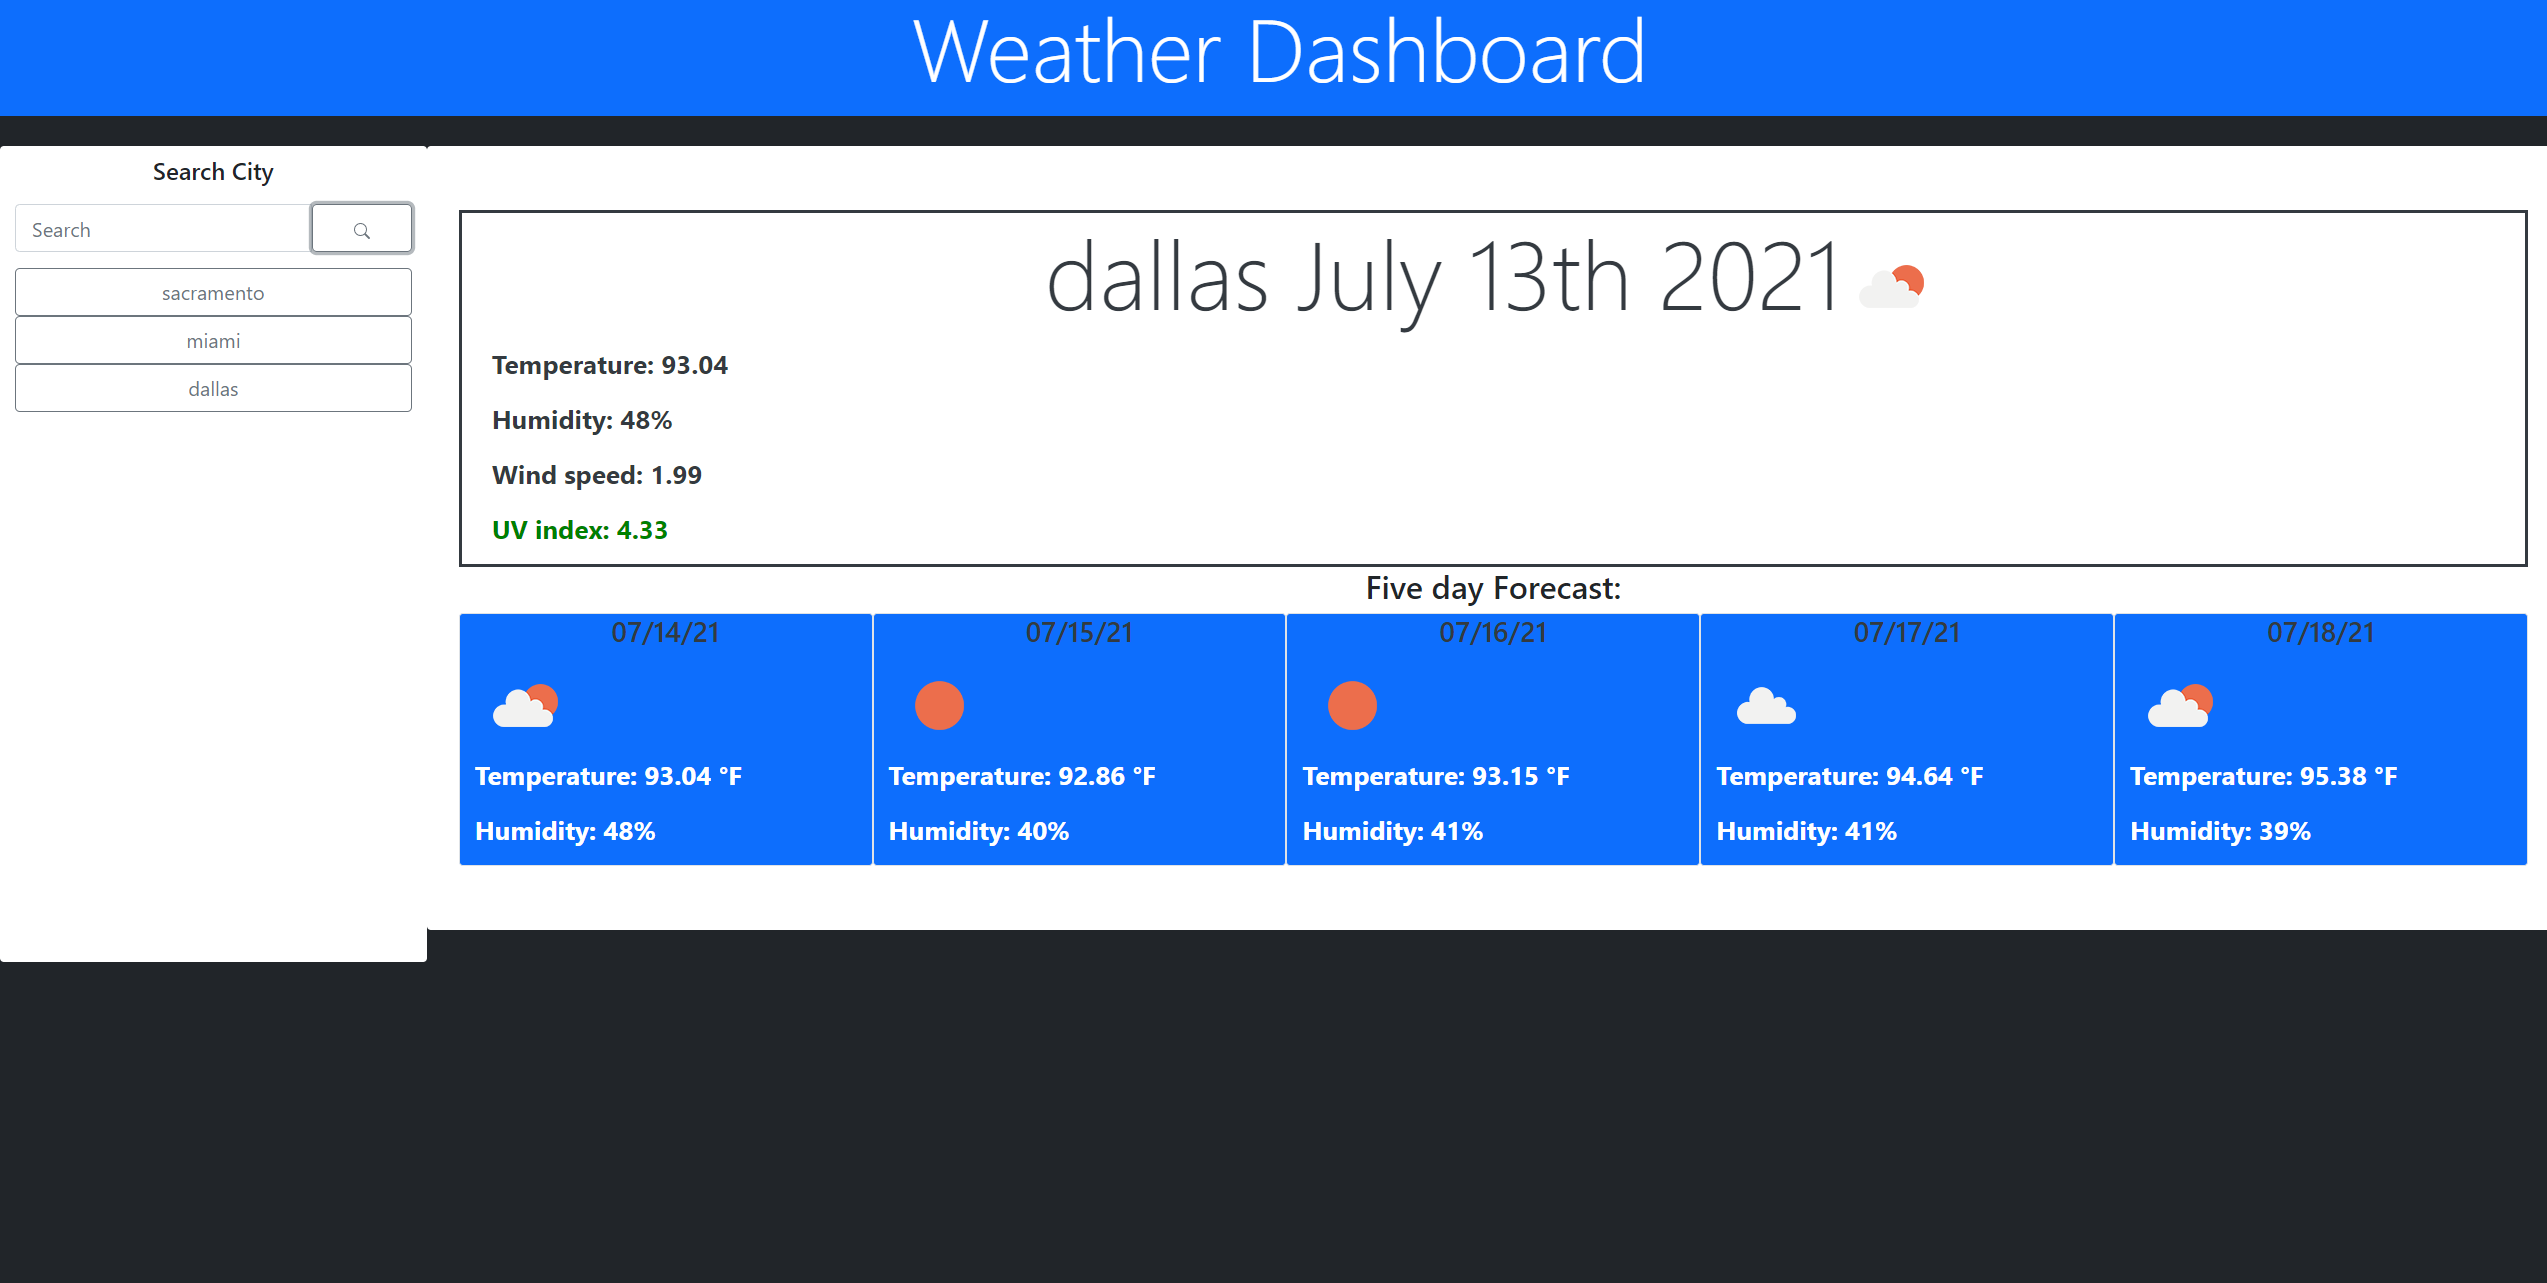 Weather Dashboard
Search City
Search
sacramento
miami
dallas
dallas July 13th 2021
Temperature: 93.04
Humidity: 48%
Wind speed: 1.99
UV index: 4.33
Five day Forecast:
07/14/21
Temperature: 93.04 °F
Humidity: 48%
07/15/21
Temperature: 92.86 °F
Humidity: 40%
07/16/21
Temperature: 93.15 °F
Humidity: 41%
07/17/21
Temperature: 94.64 °F
Humidity: 41%
07/18/21
Temperature: 95.38 °F
Humidity: 39%